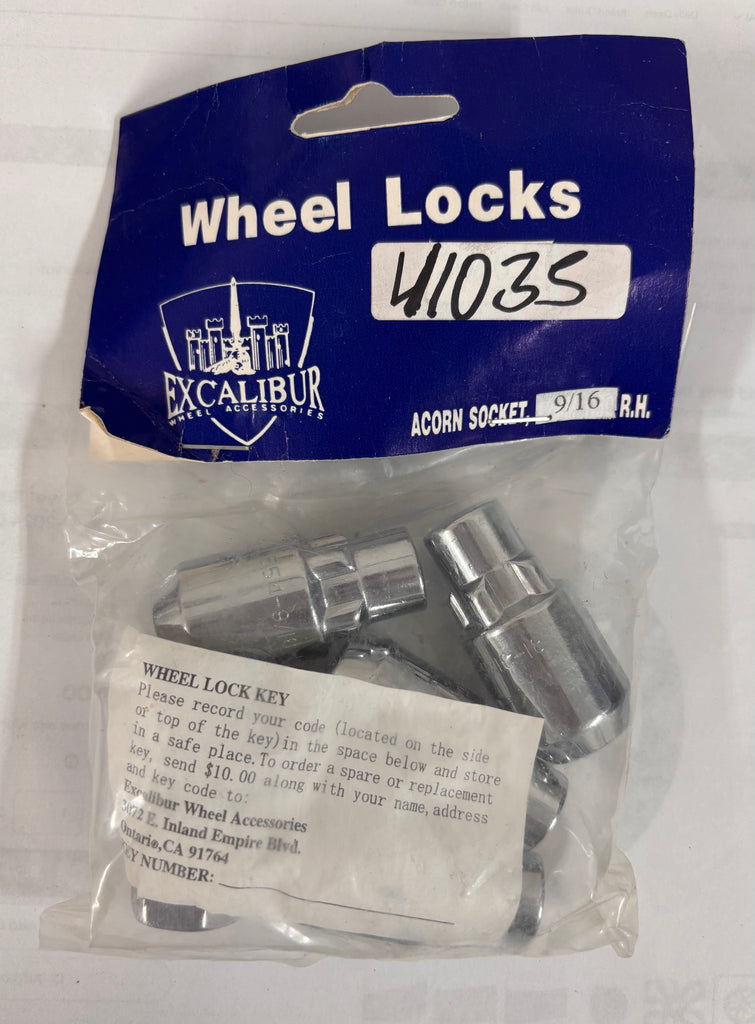 Wheel Locks
41035
EXCALIBUR
WHEEL ACCESSORIES
ACORN SOCKET, 9/16 R.H.
WHEEL LOCK KEY
Please record your code (located on the side
or top of the key)in the space below and store
in a safe place.To order a spare or replacement
key, send $10.00 along with your name,address
and key code to:
Excalibur Wheel Accessories
3072 E. Inland Empire Blvd.
Ontario,CA 91764
KEY NUMBER: